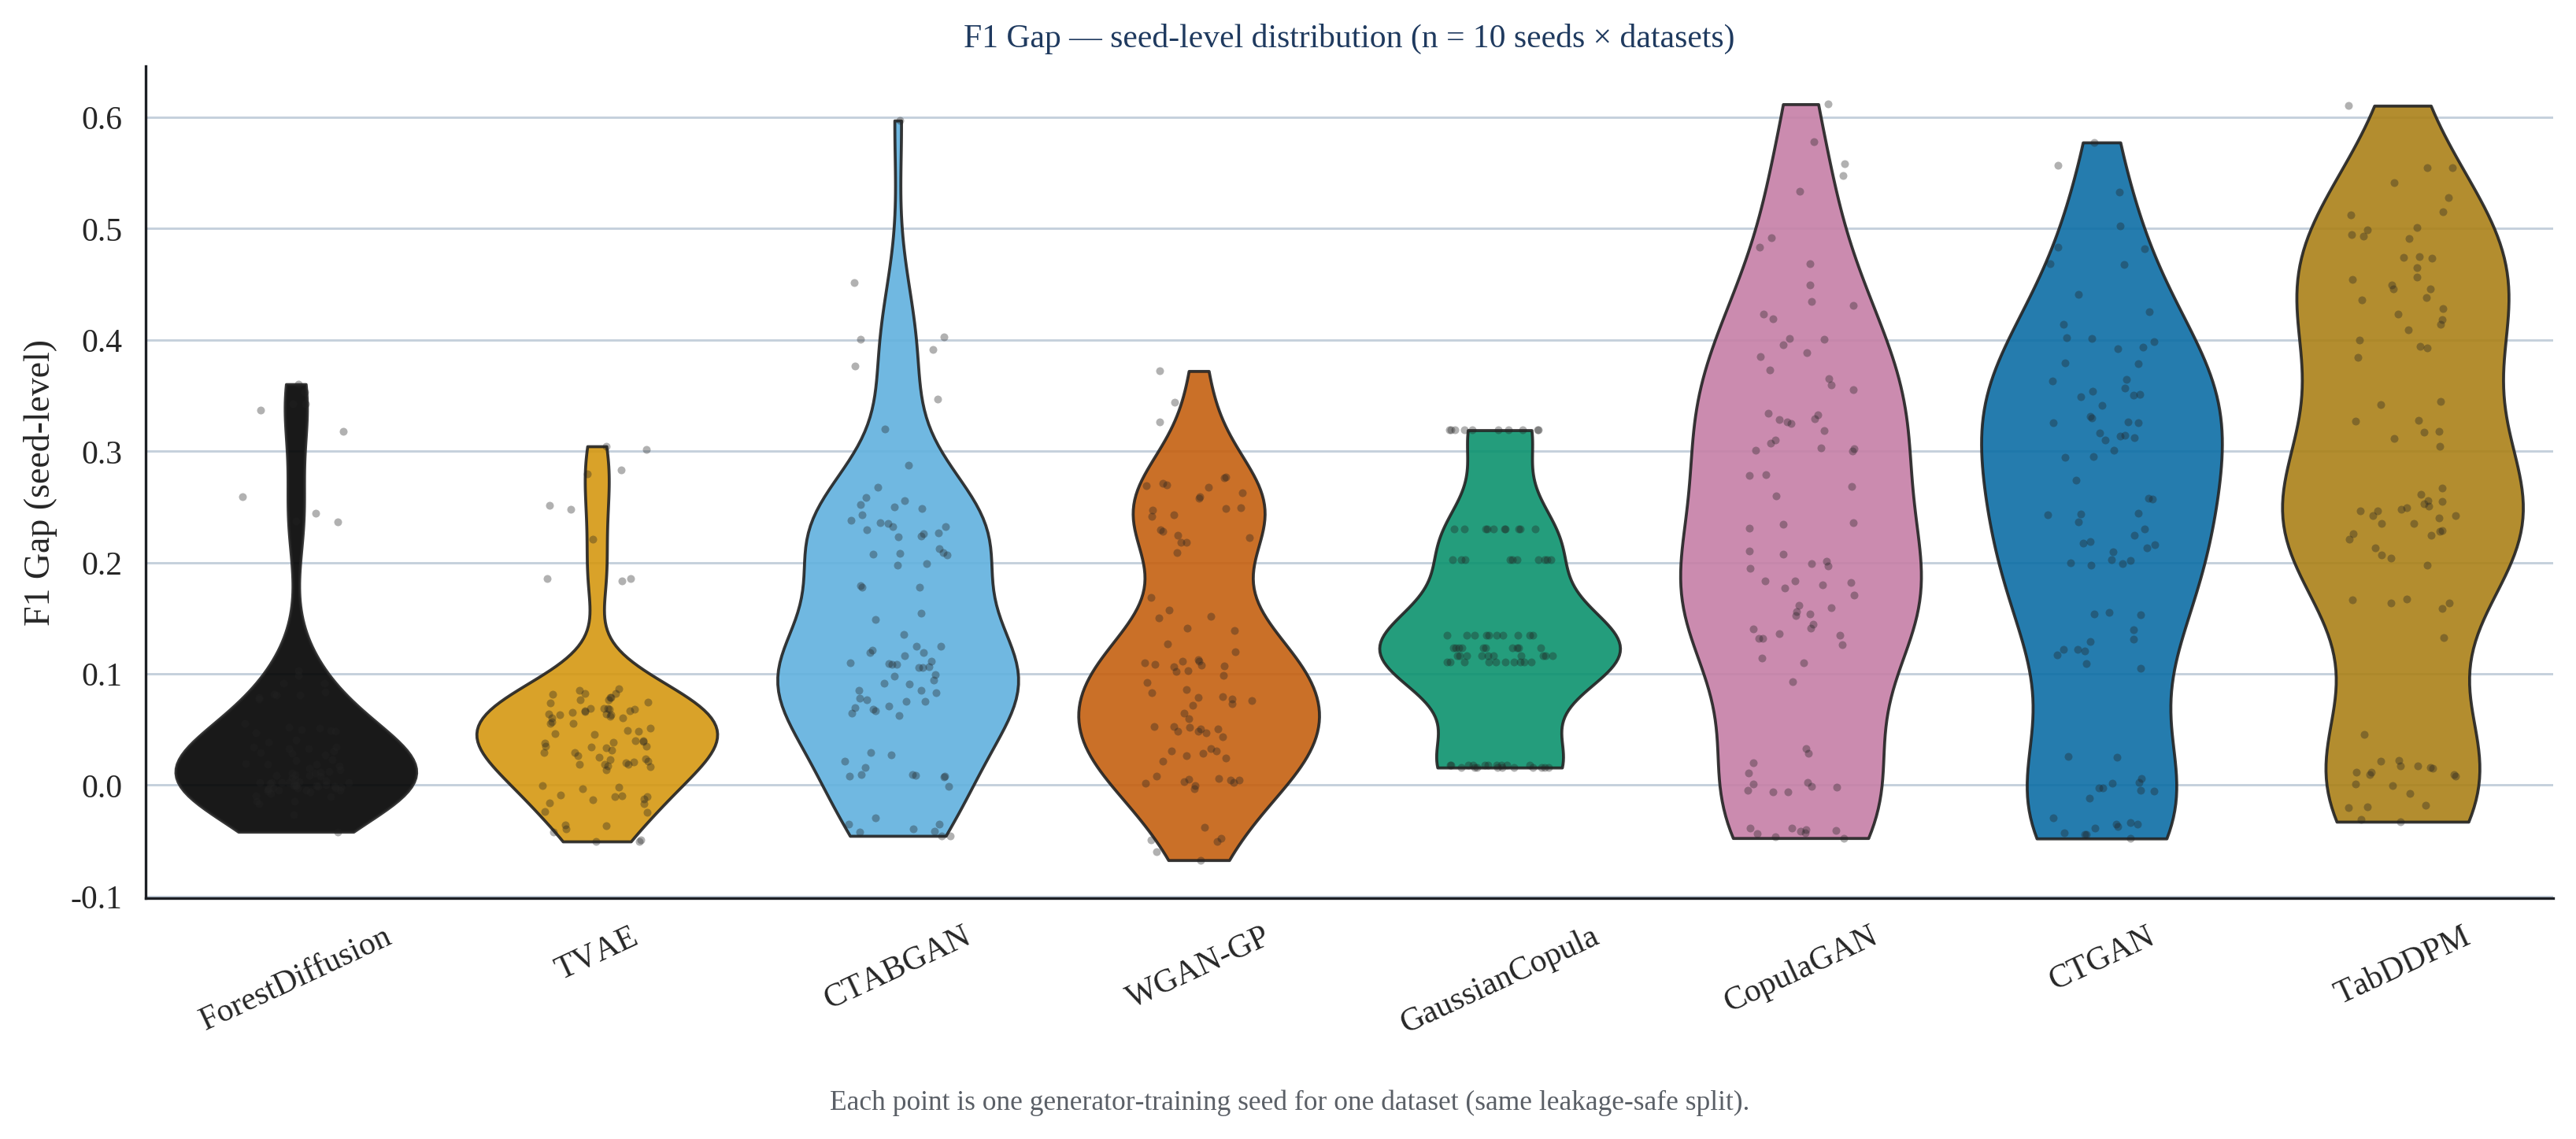 F1 Gap — seed-level distribution (n = 10 seeds × datasets)
F1 Gap (seed-level)
0.6
0.5
0.4
0.3
0.2
0.1
0.0
-0.1
ForestDiffusion
TVAE
CTABGAN
WGAN-GP
GaussianCopula
CopulaGAN
CTGAN
TabDDPM
Each point is one generator-training seed for one dataset (same leakage-safe split).